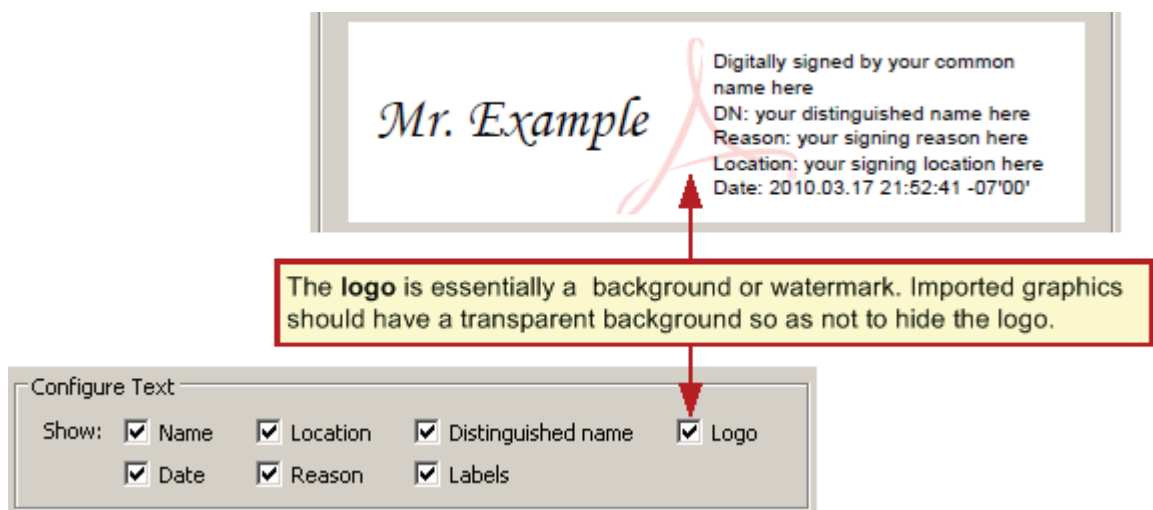 Mr. Example
Digitally signed by your common
name here
DN: your distinguished name here
Reason: your signing reason here
Location: your signing location here
Date: 2010.03.17 21:52:41 -07'00'
The logo is essentially a  background or watermark. Imported graphics
should have a transparent background so as not to hide the logo.
Configure Text
Show: Name Location Distinguished name Logo
Date Reason Labels